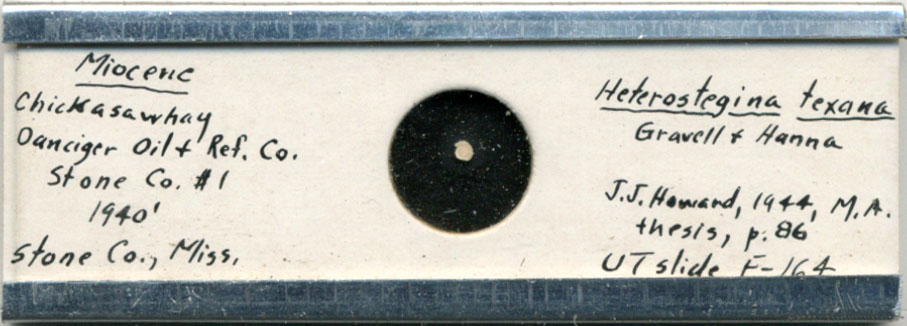 Miocene
Chickasawhay
Danciger Oil & Ref. Co.
Stone Co. #1
1940'
Stone Co., Miss.
Heterostegina texana
Gravell & Hanna
J.J. Howard, 1944, M.A.
thesis, p. 86
UT slide F-164